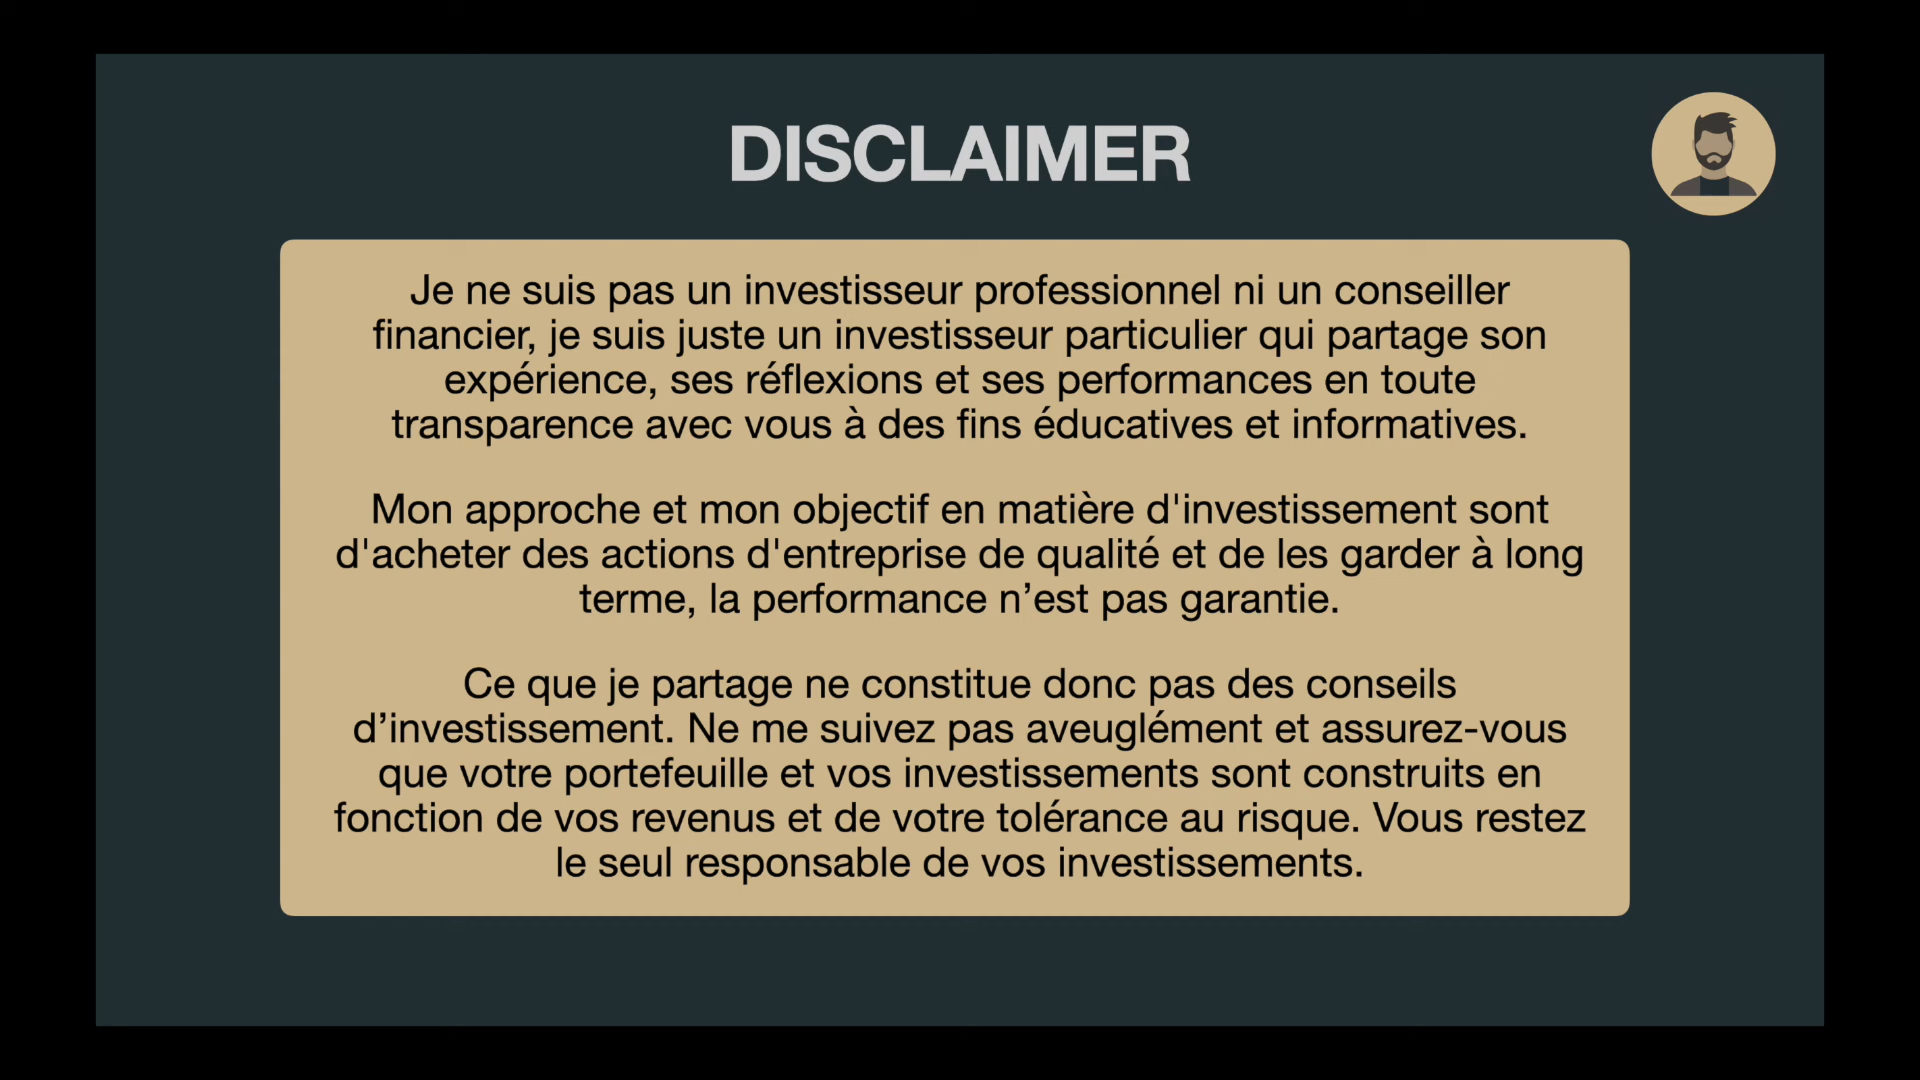 DISCLAIMER
Je ne suis pas un investisseur professionnel ni un conseiller
financier, je suis juste un investisseur particulier qui partage son
expérience, ses réflexions et ses performances en toute
transparence avec vous à des fins éducatives et informatives.
Mon approche et mon objectif en matière d'investissement sont
d'acheter des actions d'entreprise de qualité et de les garder à long
terme, la performance n’est pas garantie.
Ce que je partage ne constitue donc pas des conseils
d’investissement. Ne me suivez pas aveuglément et assurez-vous
que votre portefeuille et vos investissements sont construits en
fonction de vos revenus et de votre tolérance au risque. Vous restez
le seul responsable de vos investissements.